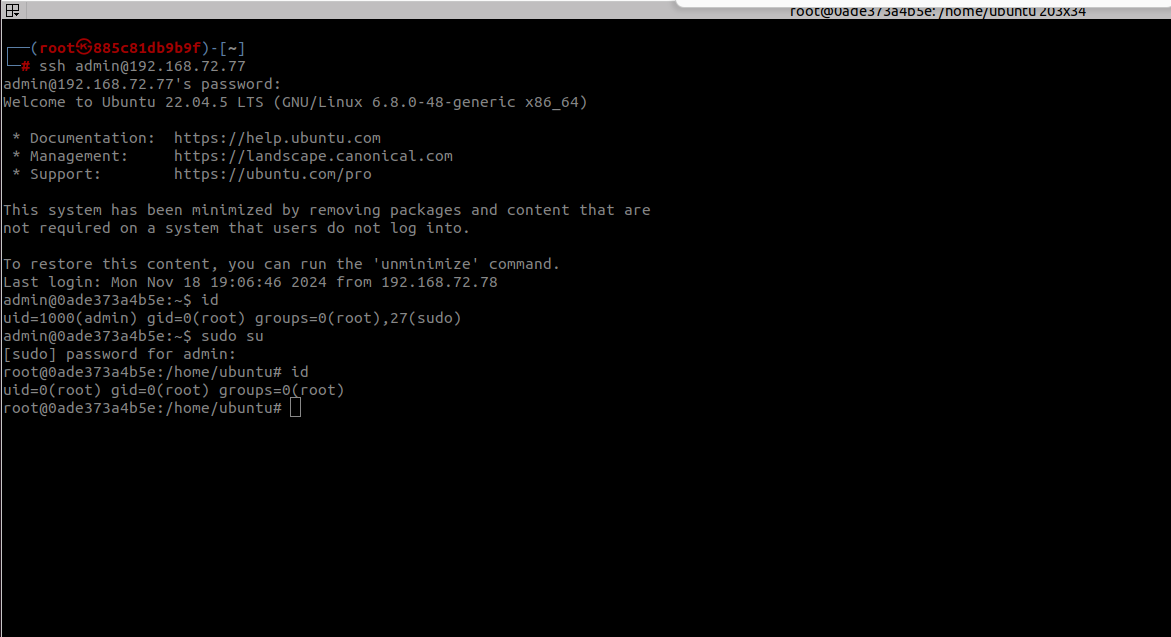 root@0ade373a4b5e: /home/ubuntu 203x34
┌──(root㉿885c81db9b9f)-[~]
└─# ssh admin@192.168.72.77
admin@192.168.72.77's password:
Welcome to Ubuntu 22.04.5 LTS (GNU/Linux 6.8.0-48-generic x86_64)
* Documentation:  https://help.ubuntu.com
* Management:     https://landscape.canonical.com
* Support:        https://ubuntu.com/pro
This system has been minimized by removing packages and content that are
not required on a system that users do not log into.
To restore this content, you can run the 'unminimize' command.
Last login: Mon Nov 18 19:06:46 2024 from 192.168.72.78
admin@0ade373a4b5e:~$ id
uid=1000(admin) gid=0(root) groups=0(root),27(sudo)
admin@0ade373a4b5e:~$ sudo su
[sudo] password for admin:
root@0ade373a4b5e:/home/ubuntu# id
uid=0(root) gid=0(root) groups=0(root)
root@0ade373a4b5e:/home/ubuntu#